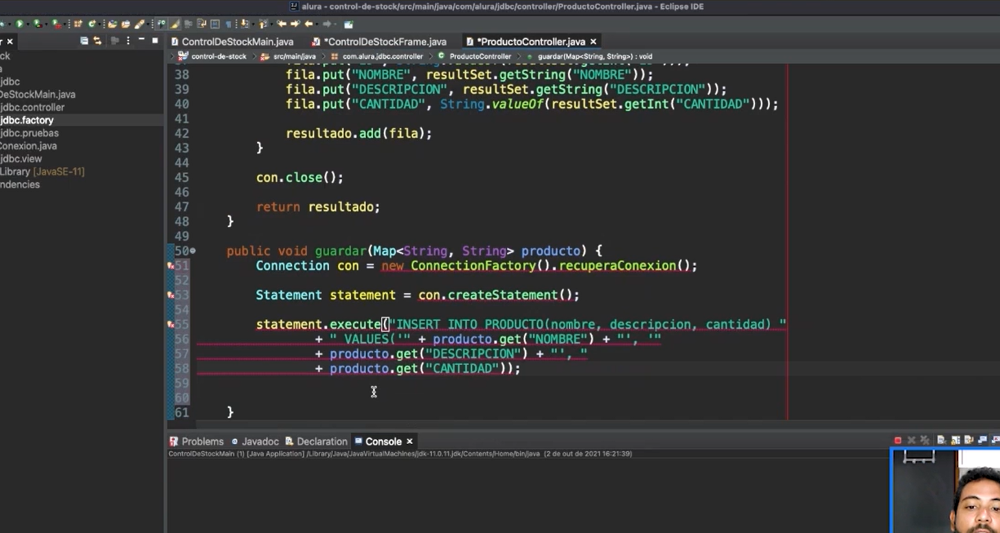 alura - control-de-stock/src/main/java/com/alura/jdbc/controller/ProductoController.java - Eclipse IDE
ControlDeStockMain.java *ControlDeStockFrame.java *ProductoController.java
control-de-stock src/main/java com.alura.jdbc.controller ProductoController guardar(Map<String, String>) : void
ck
a
jdbc
DeStockMain.java
jdbc.controller
jdbc.factory
jdbc.pruebas
Conexion.java
jdbc.view
Library [JavaSE-11]
ndencies
38 fila.put("NOMBRE", resultSet.getString("NOMBRE"));
39 fila.put("DESCRIPCION", resultSet.getString("DESCRIPCION"));
40 fila.put("CANTIDAD", String.valueOf(resultSet.getInt("CANTIDAD")));
41
42 resultado.add(fila);
43 }
44
45 con.close();
46
47 return resultado;
48 }
49
50 public void guardar(Map<String, String> producto) {
51 Connection con = new ConnectionFactory().recuperaConexion();
52
53 Statement statement = con.createStatement();
54
55 statement.execute("INSERT INTO PRODUCTO(nombre, descripcion, cantidad) "
56 + " VALUES('" + producto.get("NOMBRE") + "', '"
57 + producto.get("DESCRIPCION") + "', "
58 + producto.get("CANTIDAD"));
59
60
61 }
Problems Javadoc Declaration Console
ControlDeStockMain (1) [Java Application] /Library/Java/JavaVirtualMachines/jdk-11.0.11.jdk/Contents/Home/bin/java (2 de out de 2021 16:21:39)